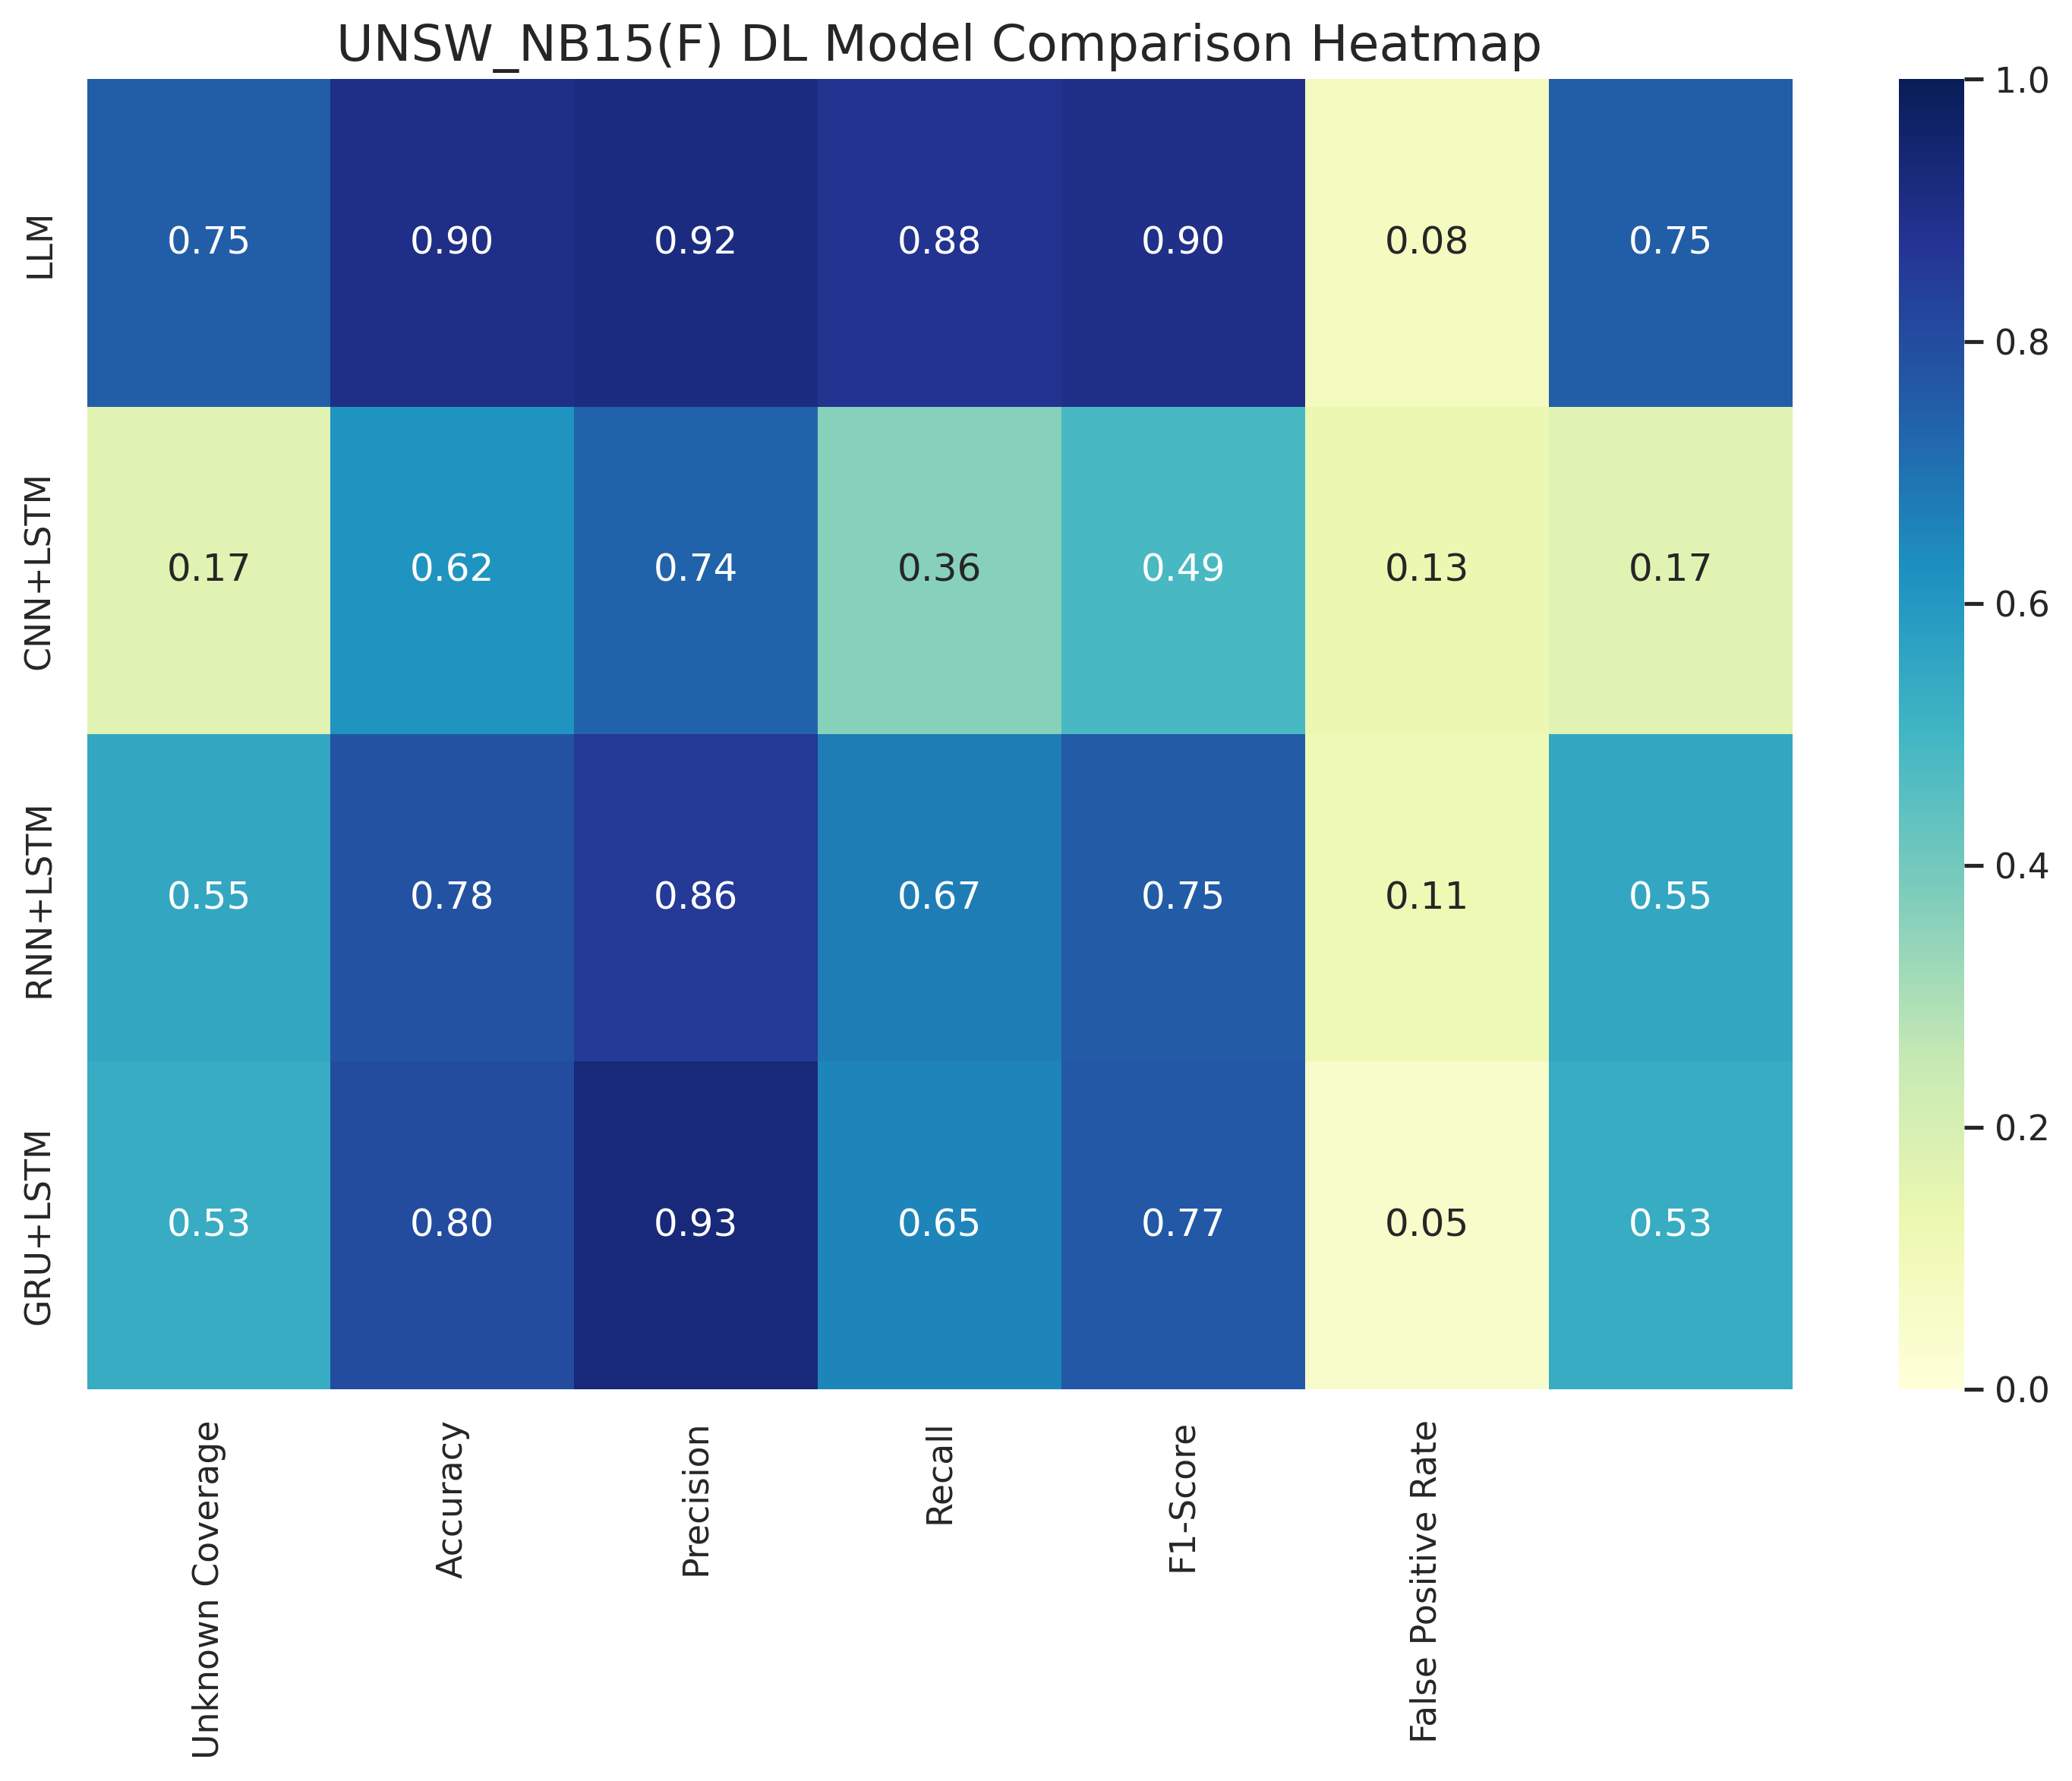 UNSW_NB15(F) DL Model Comparison Heatmap
LLM 0.75 0.90 0.92 0.88 0.90 0.08 0.75
CNN+LSTM 0.17 0.62 0.74 0.36 0.49 0.13 0.17
RNN+LSTM 0.55 0.78 0.86 0.67 0.75 0.11 0.55
GRU+LSTM 0.53 0.80 0.93 0.65 0.77 0.05 0.53
Unknown Coverage
Accuracy
Precision
Recall
F1-Score
False Positive Rate
1.0
0.8
0.6
0.4
0.2
0.0